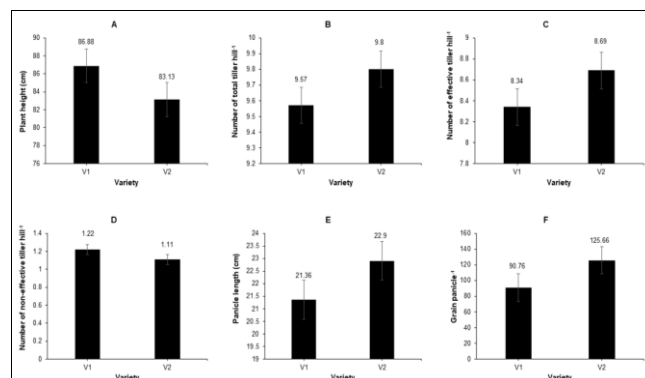 A
Plant height (cm)
90
88
86
84
82
80
78
76
86.88
83.13
V1
V2
Variety
B
Number of total tiller hill-1
9.9
9.8
9.7
9.6
9.5
9.4
9.3
9.2
9.57
9.8
V1
V2
Variety
C
Number of effective tiller hill-1
9
8.8
8.6
8.4
8.2
8
7.8
8.34
8.69
V1
V2
Variety
D
Number of non-effective tiller hill-1
1.4
1.2
1
0.8
0.6
0.4
0.2
0
1.22
1.11
V1
V2
Variety
E
Panicle length (cm)
24
23.5
23
22.5
22
21.5
21
20.5
20
19.5
19
21.36
22.9
V1
V2
Variety
F
Grain panicle-1
160
140
120
100
80
60
40
20
0
90.76
125.66
V1
V2
Variety